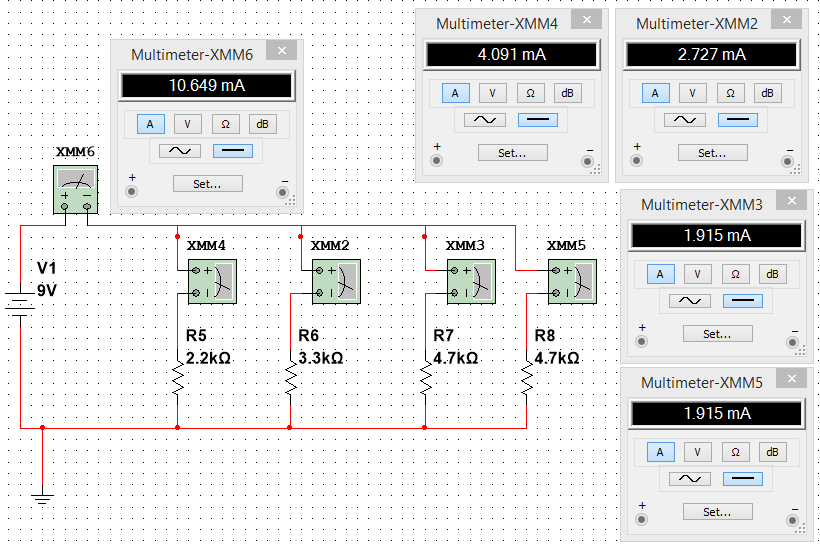 Multimeter-XMM6
10.649 mA
A V Ω dB
+ Set... −
Multimeter-XMM4
4.091 mA
A V Ω dB
+ Set... −
Multimeter-XMM2
2.727 mA
A V Ω dB
+ Set... −
Multimeter-XMM3
1.915 mA
A V Ω dB
+ Set... −
Multimeter-XMM5
1.915 mA
A V Ω dB
+ Set... −
XMM6
+ −
XMM4
XMM2
XMM3
XMM5
V1
9V
R5
2.2kΩ
R6
3.3kΩ
R7
4.7kΩ
R8
4.7kΩ